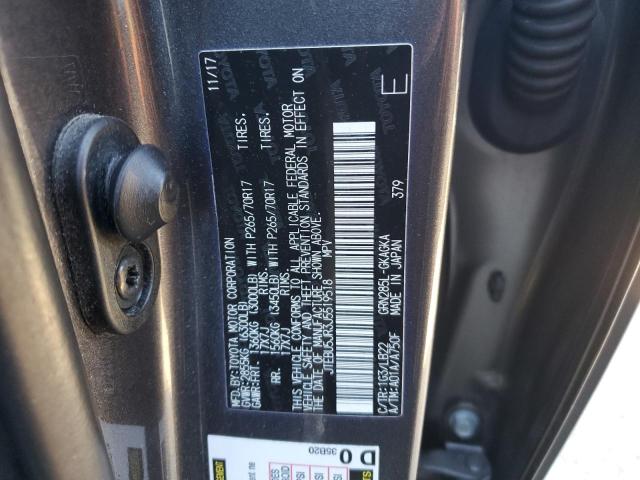 MFD. BY: TOYOTA MOTOR CORPORATION 11/17
GVWR: 2855KG (6300LB)
GAWR: FRT. 1360KG (3000LB) WITH P265/70R17 TIRES.
17X7J RIMS.
RR. 1560KG (3450LB) WITH P265/70R17 TIRES.
17X7J RIMS.
THIS VEHICLE CONFORMS TO ALL APPLICABLE FEDERAL MOTOR
VEHICLE SAFETY AND THEFT PREVENTION STANDARDS IN EFFECT ON
THE DATE OF MANUFACTURE SHOWN ABOVE.
JTEBU5JRXJ5519518 MPV
C/TR: 1G3/LB22 GRN285L-GKAGKA 379
A/TM: A01A/A750F MADE IN JAPAN E
D 0
35B20